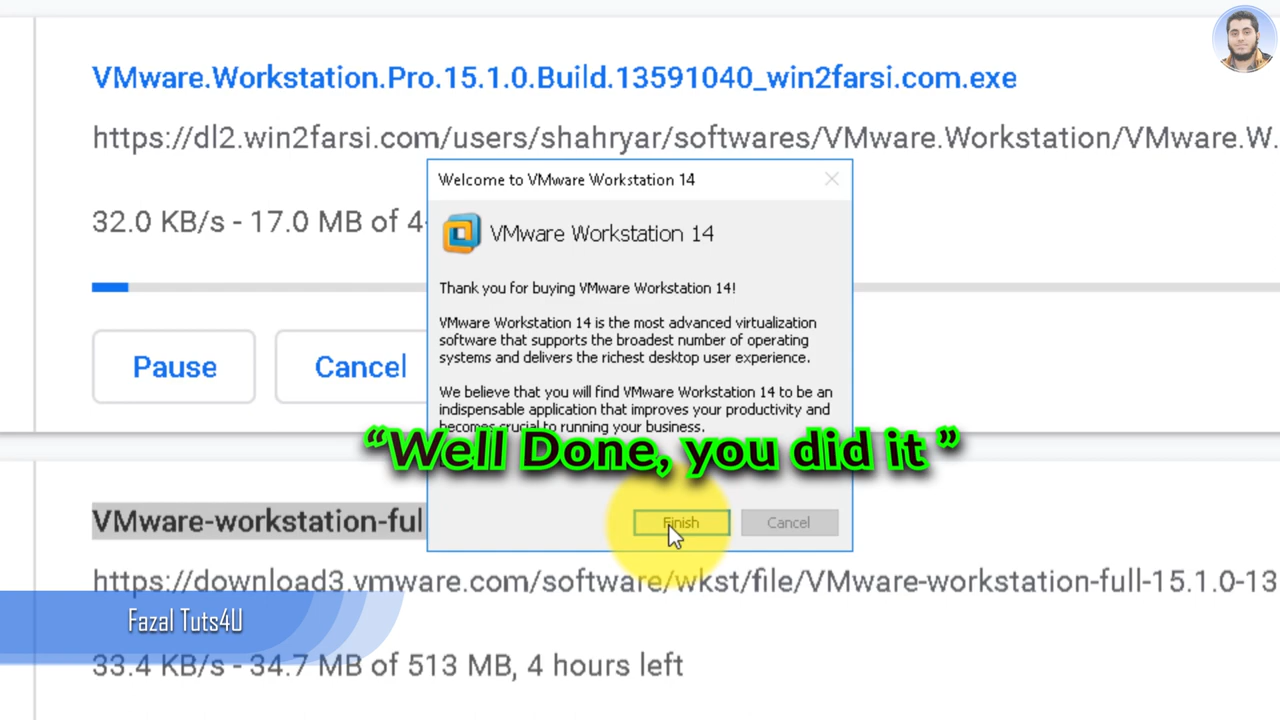 VMware.Workstation.Pro.15.1.0.Build.13591040_win2farsi.com.exe
https://dl2.win2farsi.com/users/shahryar/softwares/VMware.Workstation/VMware.W.
Welcome to VMware Workstation 14
32.0 KB/s - 17.0 MB of 4
VMware Workstation 14
Thank you for buying VMware Workstation 14!
VMware Workstation 14 is the most advanced virtualization
software that supports the broadest number of operating
systems and delivers the richest desktop user experience.
Pause
Cancel
We believe that you will find VMware Workstation 14 to be an
indispensable application that improves your productivity and
becomes crucial to running your business.
“Well Done, you did it ”
Finish
Cancel
VMware-workstation-full
https://download3.vmware.com/software/wkst/file/VMware-workstation-full-15.1.0-13
Fazal Tuts4U
33.4 KB/s - 34.7 MB of 513 MB, 4 hours left